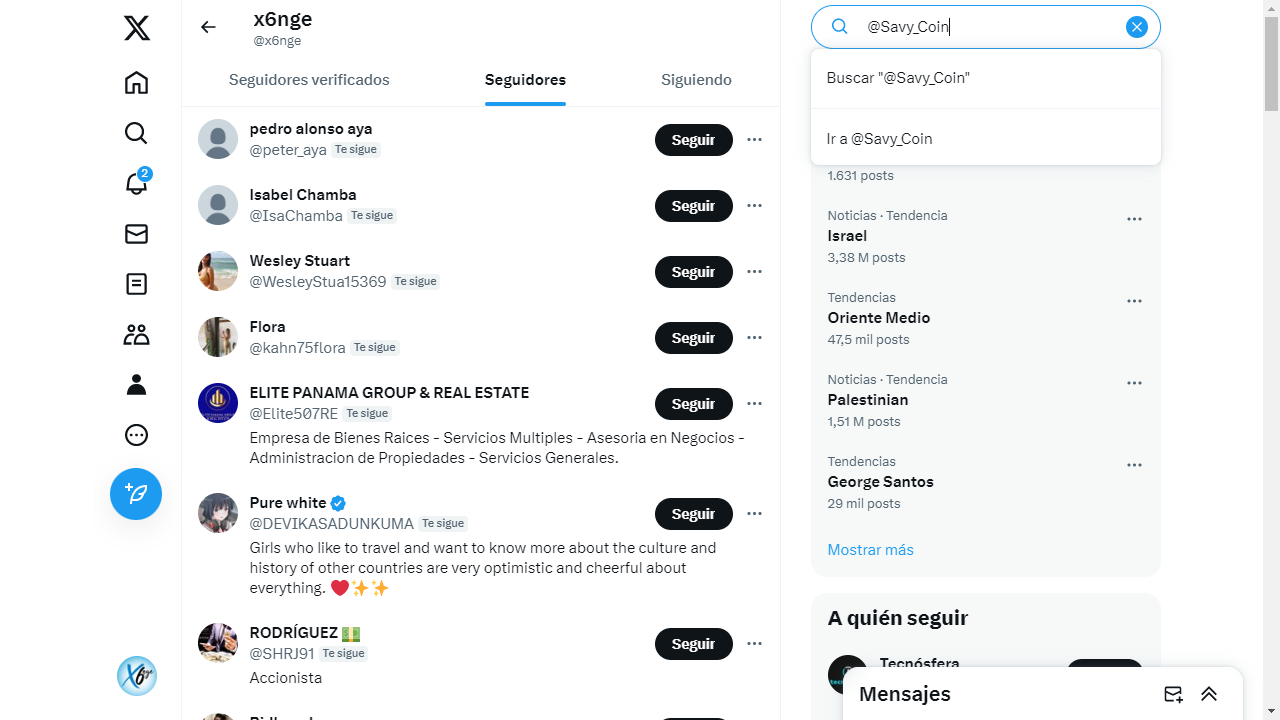 x6nge
@x6nge
Seguidores verificados
Seguidores
Siguiendo
pedro alonso aya
@peter_aya Te sigue
Seguir
Isabel Chamba
@IsaChamba Te sigue
Seguir
Wesley Stuart
@WesleyStua15369 Te sigue
Seguir
Flora
@kahn75flora Te sigue
Seguir
ELITE PANAMA GROUP & REAL ESTATE
@Elite507RE Te sigue
Seguir
Empresa de Bienes Raices - Servicios Multiples - Asesoria en Negocios -
Administracion de Propiedades - Servicios Generales.
Pure white
@DEVIKASADUNKUMA Te sigue
Seguir
Girls who like to travel and want to know more about the culture and
history of other countries are very optimistic and cheerful about
everything. ❤️✨✨
RODRÍGUEZ 💵
@SHRJ91 Te sigue
Seguir
Accionista
2
@Savy_Coin
Buscar "@Savy_Coin"
Ir a @Savy_Coin
1.631 posts
Noticias · Tendencia
Israel
3,38 M posts
Tendencias
Oriente Medio
47,5 mil posts
Noticias · Tendencia
Palestinian
1,51 M posts
Tendencias
George Santos
29 mil posts
Mostrar más
A quién seguir
Tecnósfera
Mensajes